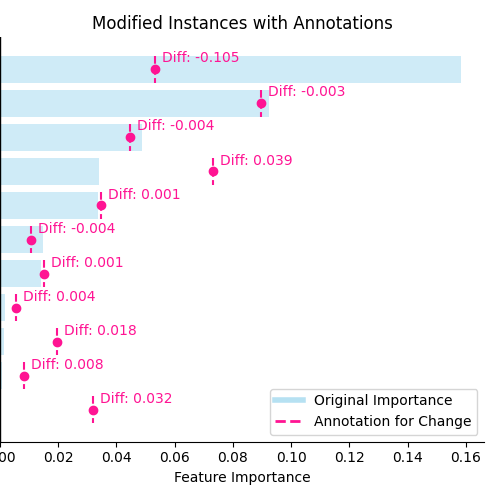 Modified Instances with Annotations
Diff: -0.105
Diff: -0.003
Diff: -0.004
Diff: 0.039
Diff: 0.001
Diff: -0.004
Diff: 0.001
Diff: 0.004
Diff: 0.018
Diff: 0.008
Diff: 0.032
Original Importance
Annotation for Change
00 0.02 0.04 0.06 0.08 0.10 0.12 0.14 0.16
Feature Importance